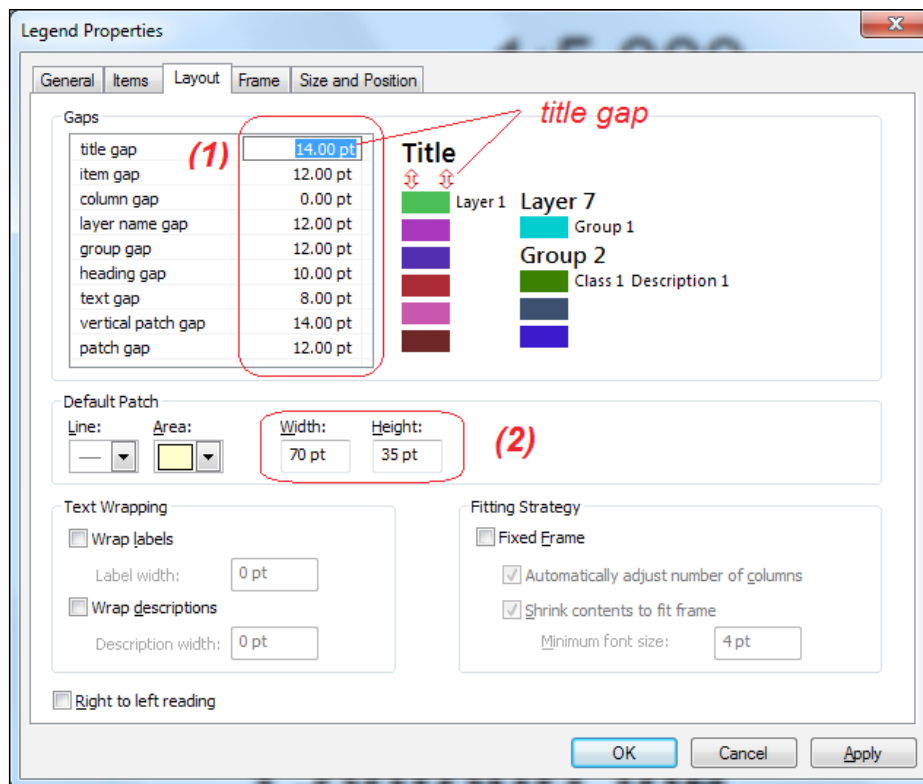 1:5,000
Legend Properties
General Items Layout Frame Size and Position
Gaps
title gap 14.00 pt
item gap 12.00 pt
column gap 0.00 pt
layer name gap 12.00 pt
group gap 12.00 pt
heading gap 10.00 pt
text gap 8.00 pt
vertical patch gap 14.00 pt
patch gap 12.00 pt
(1)
title gap
Title
Layer 1
Layer 7
Group 1
Group 2
Class 1 Description 1
Default Patch
Line: Area: Width: Height:
70 pt 35 pt
(2)
Text Wrapping
Wrap labels
Label width: 0 pt
Wrap descriptions
Description width: 0 pt
Fitting Strategy
Fixed Frame
Automatically adjust number of columns
Shrink contents to fit frame
Minimum font size: 4 pt
Right to left reading
OK Cancel Apply